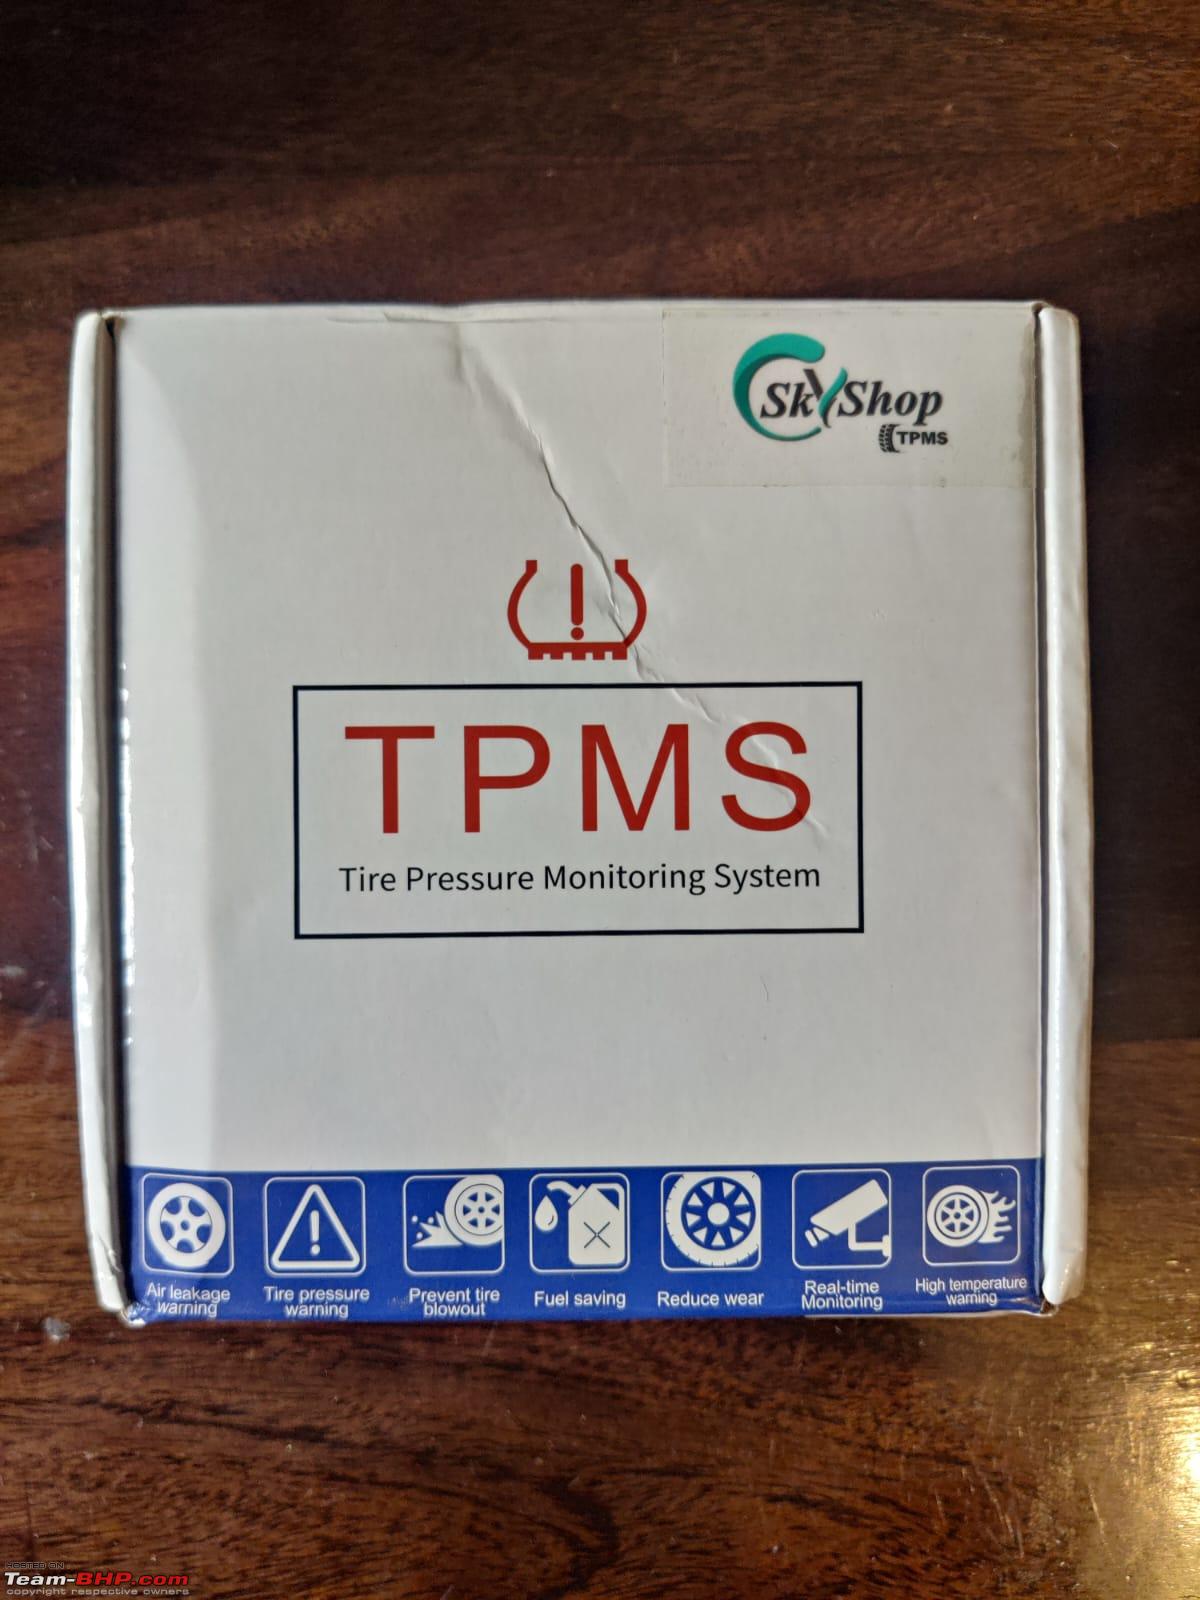 SkyShop
TPMS
TPMS
Tire Pressure Monitoring System
Air leakage
warning
Tire pressure
warning
Prevent tire
blowout
Fuel saving
Reduce wear
Real-time
Monitoring
High temperature
warning
HOSTED ON
Team-BHP.com
copyright respective owners